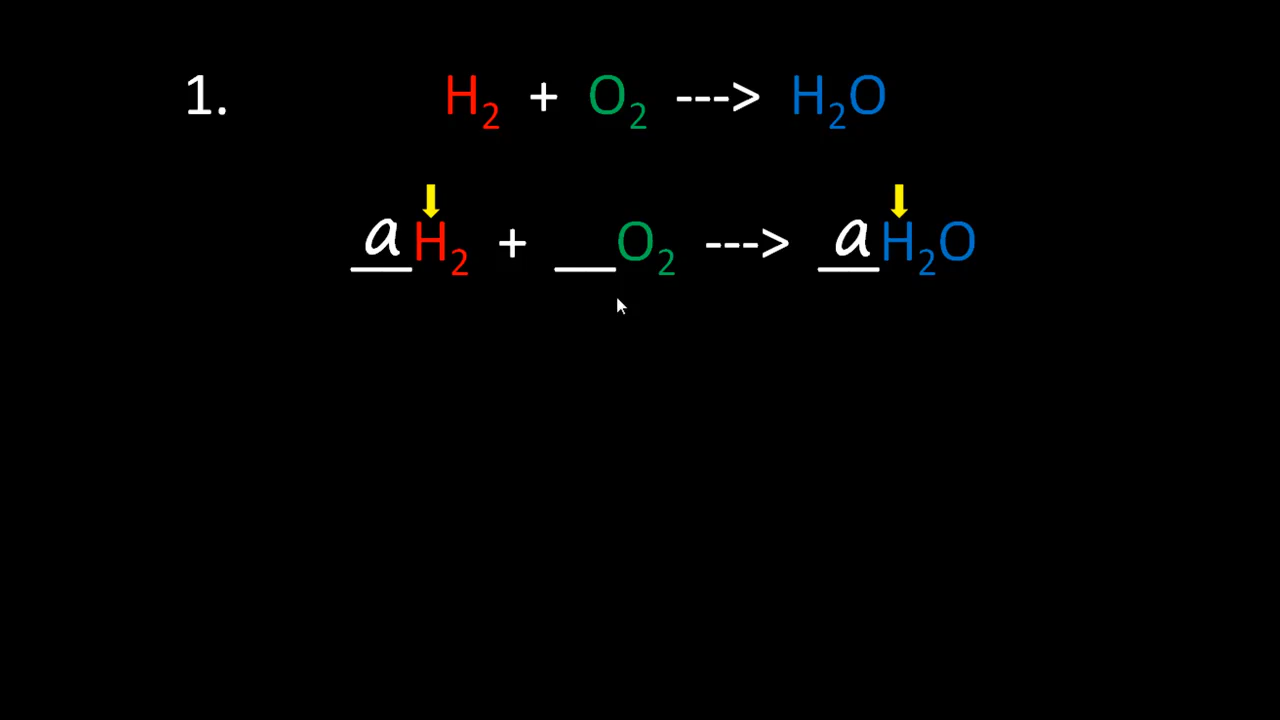 1. H₂ + O₂ ---> H₂O
a H₂ + __O₂ ---> a H₂O